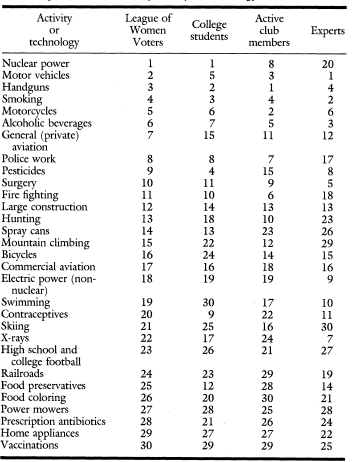 Activity or technology League of Women Voters College students Active club members Experts
Nuclear power 1 1 8 20
Motor vehicles 2 5 3 1
Handguns 3 2 1 4
Smoking 4 3 4 2
Motorcycles 5 6 2 6
Alcoholic beverages 6 7 5 3
General (private) 7 15 11 12
aviation
Police work 8 8 7 17
Pesticides 9 4 15 8
Surgery 10 11 9 5
Fire fighting 11 10 6 18
Large construction 12 14 13 13
Hunting 13 18 10 23
Spray cans 14 13 23 26
Mountain climbing 15 22 12 29
Bicycles 16 24 14 15
Commercial aviation 17 16 18 16
Electric power (non- 18 19 19 9
nuclear)
Swimming 19 30 17 10
Contraceptives 20 9 22 11
Skiing 21 25 16 30
X-rays 22 17 24 7
High school and 23 26 21 27
college football
Railroads 24 23 29 19
Food preservatives 25 12 28 14
Food coloring 26 20 30 21
Power mowers 27 28 25 28
Prescription antibiotics 28 21 26 24
Home appliances 29 27 27 22
Vaccinations 30 29 29 25